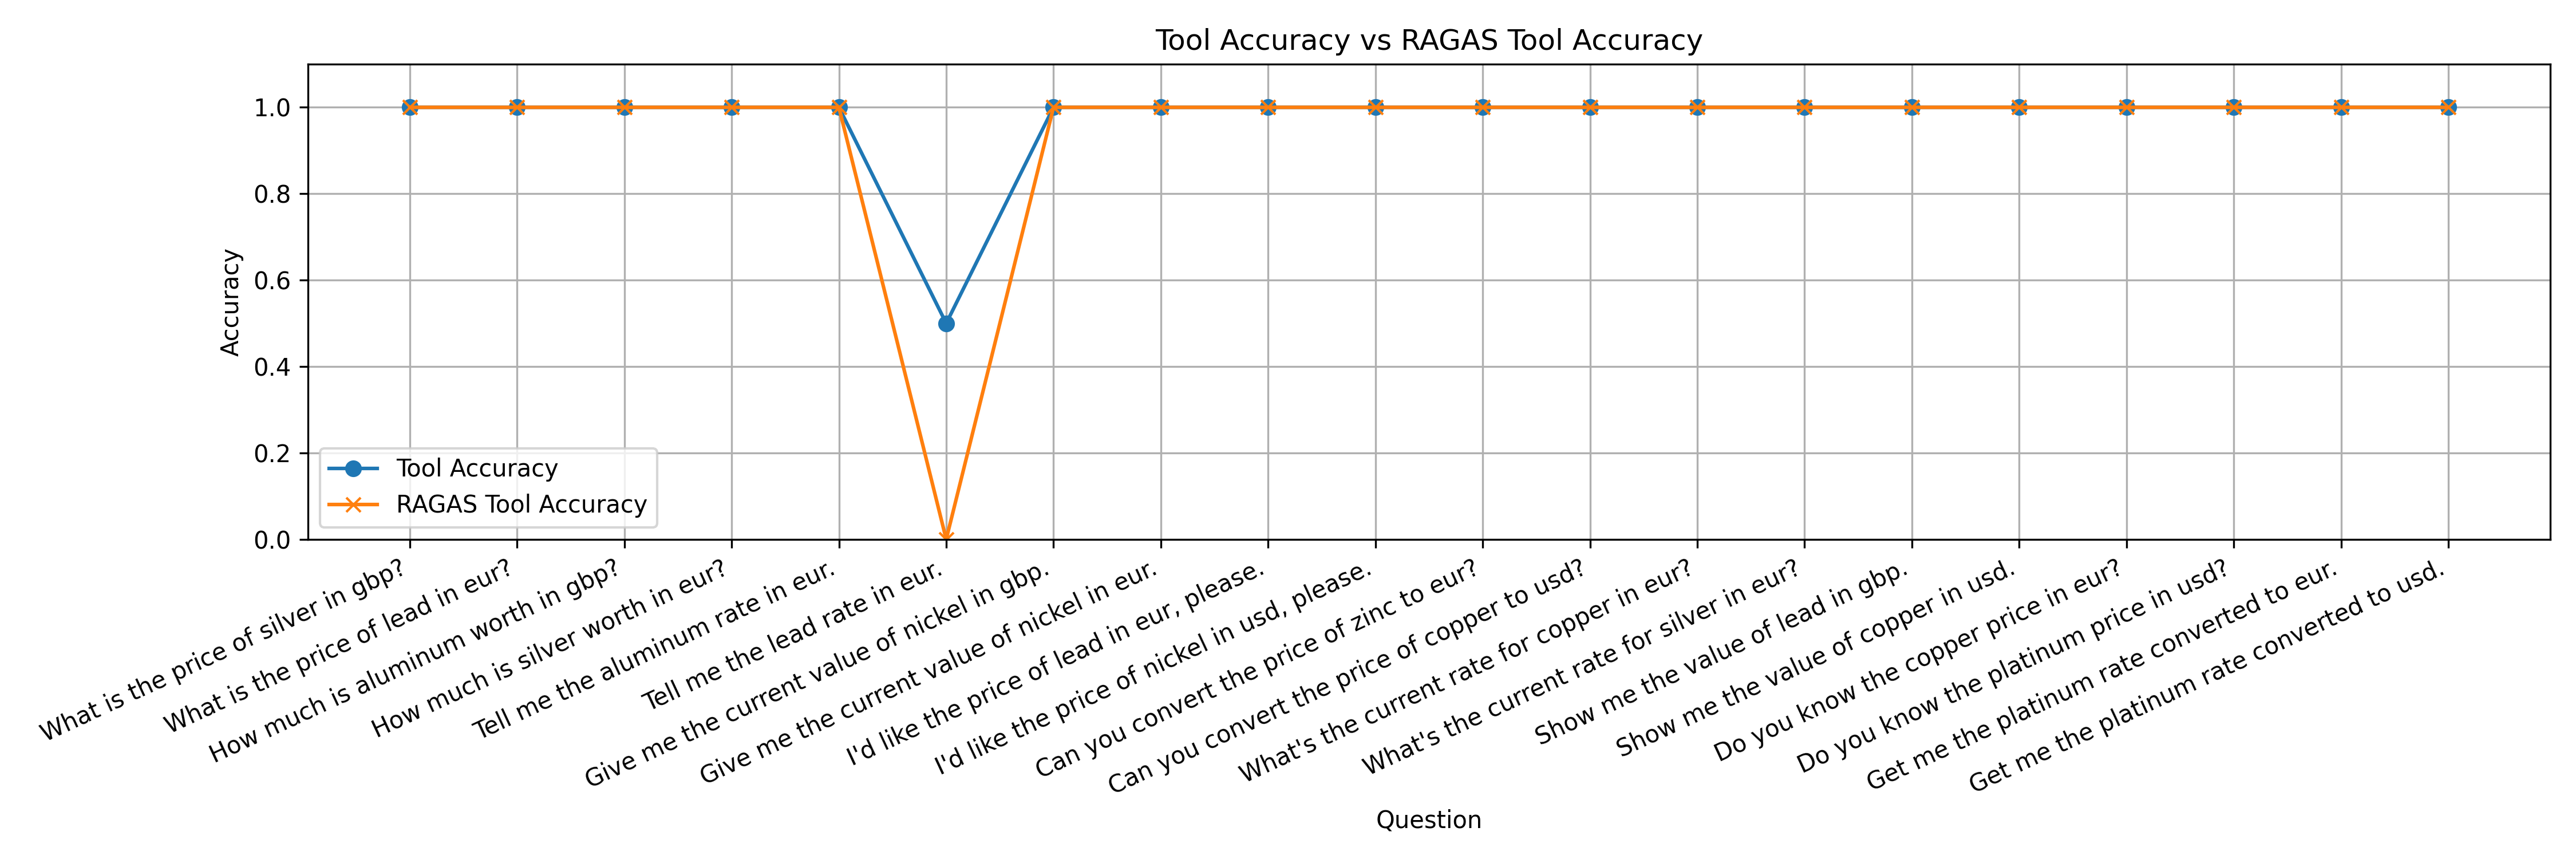 Tool Accuracy vs RAGAS Tool Accuracy
Accuracy
1.0
0.8
0.6
0.4
0.2
0.0
Tool Accuracy
RAGAS Tool Accuracy
What is the price of silver in gbp?
What is the price of lead in eur?
How much is aluminum worth in gbp?
How much is silver worth in eur?
Tell me the aluminum rate in eur.
Tell me the lead rate in eur.
Give me the current value of nickel in gbp.
Give me the current value of nickel in eur.
I'd like the price of lead in eur, please.
I'd like the price of nickel in usd, please.
Can you convert the price of zinc to eur?
Can you convert the price of copper to usd?
What's the current rate for copper in eur?
What's the current rate for silver in eur?
Show me the value of lead in gbp.
Show me the value of copper in usd.
Do you know the copper price in eur?
Do you know the platinum price in usd?
Get me the platinum rate converted to eur.
Get me the platinum rate converted to usd.
Question